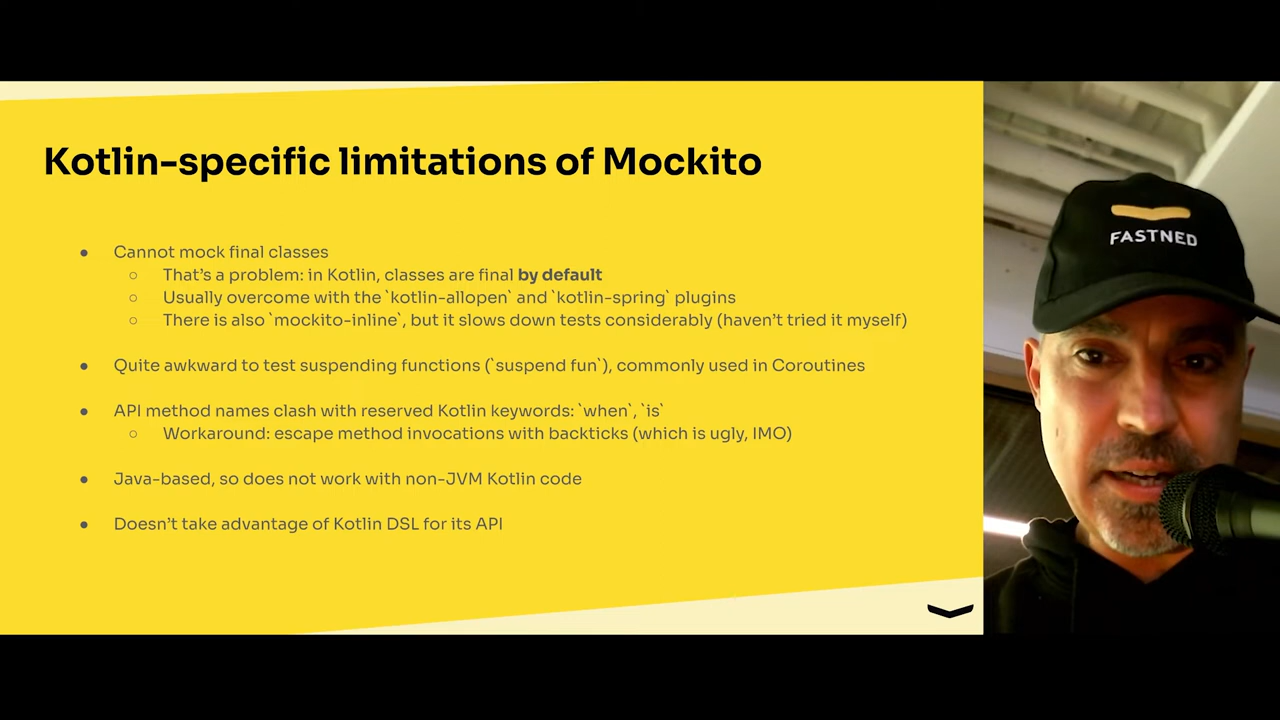 Kotlin-specific limitations of Mockito
● Cannot mock final classes
○ That’s a problem: in Kotlin, classes are final by default
○ Usually overcome with the `kotlin-allopen` and `kotlin-spring` plugins
○ There is also `mockito-inline`, but it slows down tests considerably (haven’t tried it myself)
● Quite awkward to test suspending functions (`suspend fun`), commonly used in Coroutines
● API method names clash with reserved Kotlin keywords: `when`, `is`
○ Workaround: escape method invocations with backticks (which is ugly, IMO)
● Java-based, so does not work with non-JVM Kotlin code
● Doesn’t take advantage of Kotlin DSL for its API
FASTNED